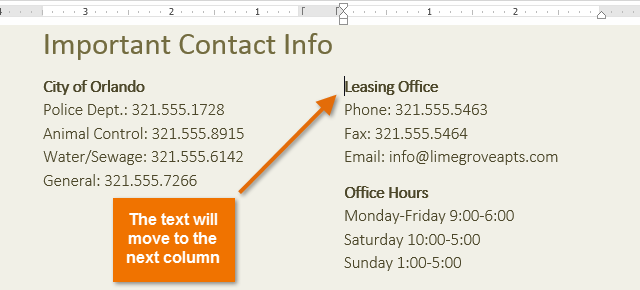 4 3 2 1 1 2
Important Contact Info
City of Orlando
Police Dept.: 321.555.1728
Animal Control: 321.555.8915
Water/Sewage: 321.555.6142
General: 321.555.7266
Leasing Office
Phone: 321.555.5463
Fax: 321.555.5464
Email: info@limegroveapts.com
Office Hours
Monday-Friday 9:00-6:00
Saturday 10:00-5:00
Sunday 1:00-5:00
The text will
move to the
next column